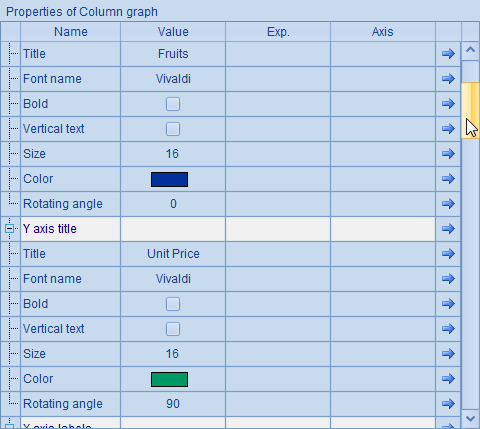 Properties of Column graph
Name Value Exp. Axis
Title Fruits
Font name Vivaldi
Bold
Vertical text
Size 16
Color
Rotating angle 0
Y axis title
Title Unit Price
Font name Vivaldi
Bold
Vertical text
Size 16
Color
Rotating angle 90